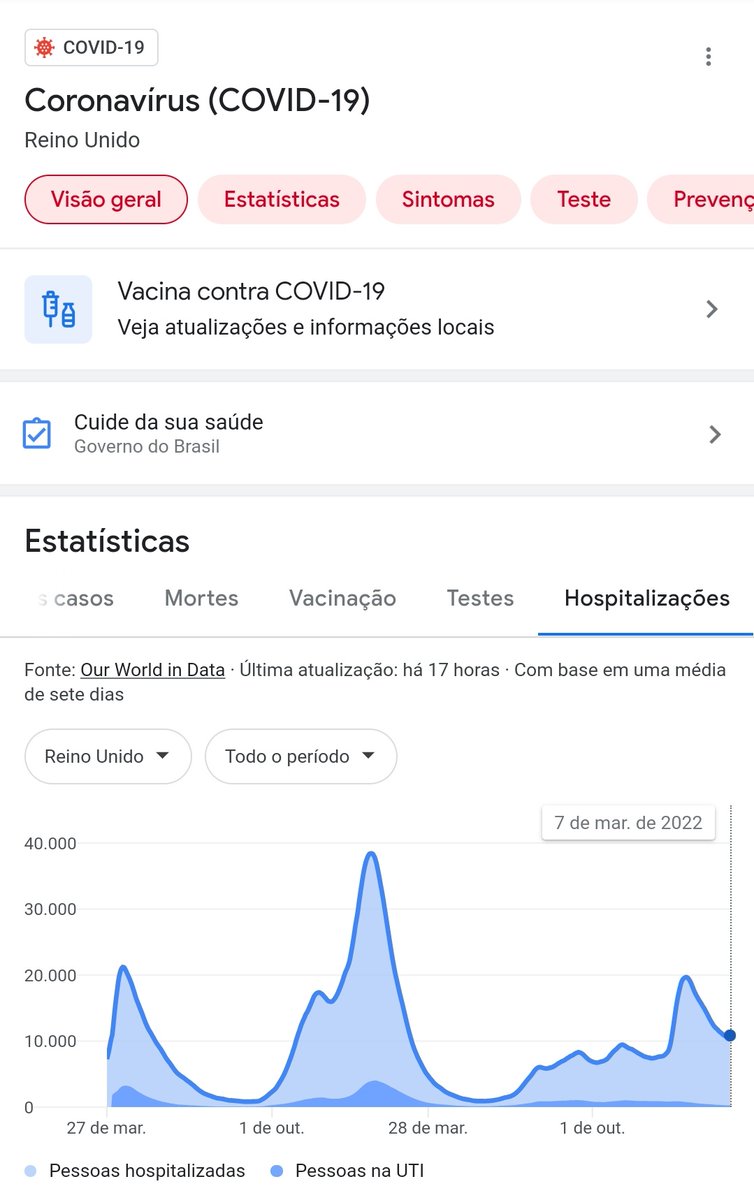 COVID-19
Coronavírus (COVID-19)
Reino Unido
Visão geral Estatísticas Sintomas Teste Prevenç
Vacina contra COVID-19
Veja atualizações e informações locais
Cuide da sua saúde
Governo do Brasil
Estatísticas
s casos Mortes Vacinação Testes Hospitalizações
Fonte: Our World in Data · Última atualização: há 17 horas · Com base em uma média
de sete dias
Reino Unido Todo o período
7 de mar. de 2022
40.000
30.000
20.000
10.000
0
27 de mar. 1 de out. 28 de mar. 1 de out.
Pessoas hospitalizadas Pessoas na UTI